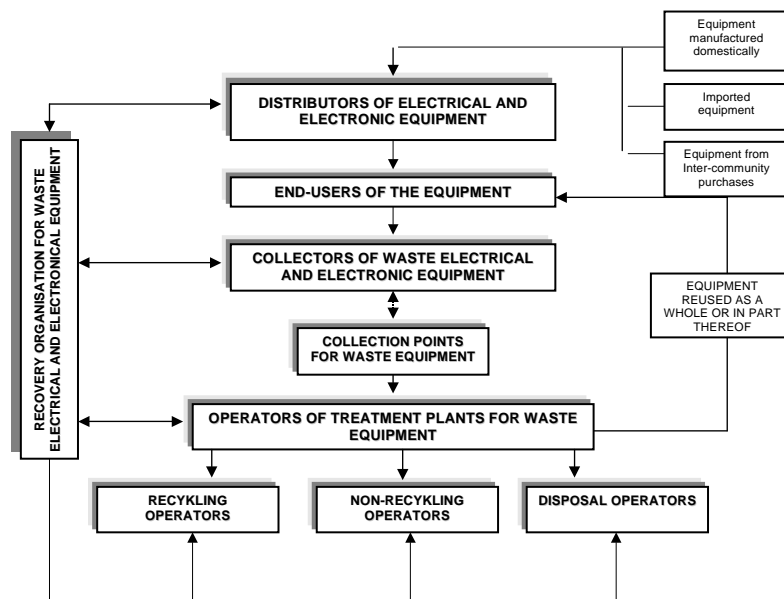 Equipment
manufactured
domestically
DISTRIBUTORS OF ELECTRICAL AND
ELECTRONIC EQUIPMENT
Imported
equipment
Equipment from
Inter-community
purchases
RECOVERY ORGANISATION FOR WASTE
ELECTRICAL AND ELECTRONICAL EQUIPMENT
END-USERS OF THE EQUIPMENT
COLLECTORS OF WASTE ELECTRICAL
AND ELECTRONIC EQUIPMENT
EQUIPMENT
REUSED AS A
WHOLE OR IN PART
THEREOF
COLLECTION POINTS
FOR WASTE EQUIPMENT
OPERATORS OF TREATMENT PLANTS FOR WASTE
EQUIPMENT
RECYKLING
OPERATORS
NON-RECYKLING
OPERATORS
DISPOSAL OPERATORS